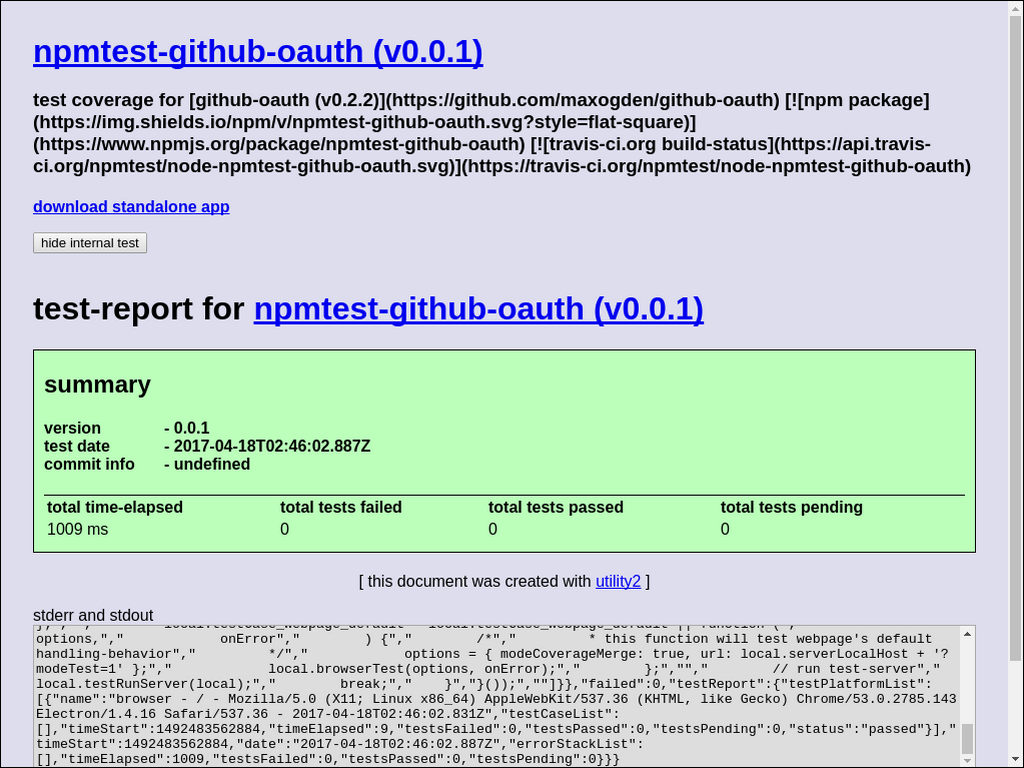 npmtest-github-oauth (v0.0.1)
test coverage for [github-oauth (v0.2.2)](https://github.com/maxogden/github-oauth) [![npm package]
(https://img.shields.io/npm/v/npmtest-github-oauth.svg?style=flat-square)]
(https://www.npmjs.org/package/npmtest-github-oauth) [![travis-ci.org build-status](https://api.travis-
ci.org/npmtest/node-npmtest-github-oauth.svg)](https://travis-ci.org/npmtest/node-npmtest-github-oauth)
download standalone app
hide internal test
test-report for npmtest-github-oauth (v0.0.1)
summary
version - 0.0.1
test date - 2017-04-18T02:46:02.887Z
commit info - undefined
total time-elapsed total tests failed total tests passed total tests pending
1009 ms 0 0 0
[ this document was created with utility2 ]
stderr and stdout
options,"," onError"," ) {"," /*"," * this function will test webpage's default
handling-behavior"," */"," options = { modeCoverageMerge: true, url: local.serverLocalHost + '?
modeTest=1' };"," local.browserTest(options, onError);"," };",""," // run test-server","
local.testRunServer(local);"," break;"," }","}());",""]}},"failed":0,"testReport":{"testPlatformList":
[{"name":"browser - / - Mozilla/5.0 (X11; Linux x86_64) AppleWebKit/537.36 (KHTML, like Gecko) Chrome/53.0.2785.143
Electron/1.4.16 Safari/537.36 - 2017-04-18T02:46:02.831Z","testCaseList":
[],"timeStart":1492483562884,"timeElapsed":9,"testsFailed":0,"testsPassed":0,"testsPending":0,"status":"passed"}],"
timeStart":1492483562884,"date":"2017-04-18T02:46:02.887Z","errorStackList":
[],"timeElapsed":1009,"testsFailed":0,"testsPassed":0,"testsPending":0}}}